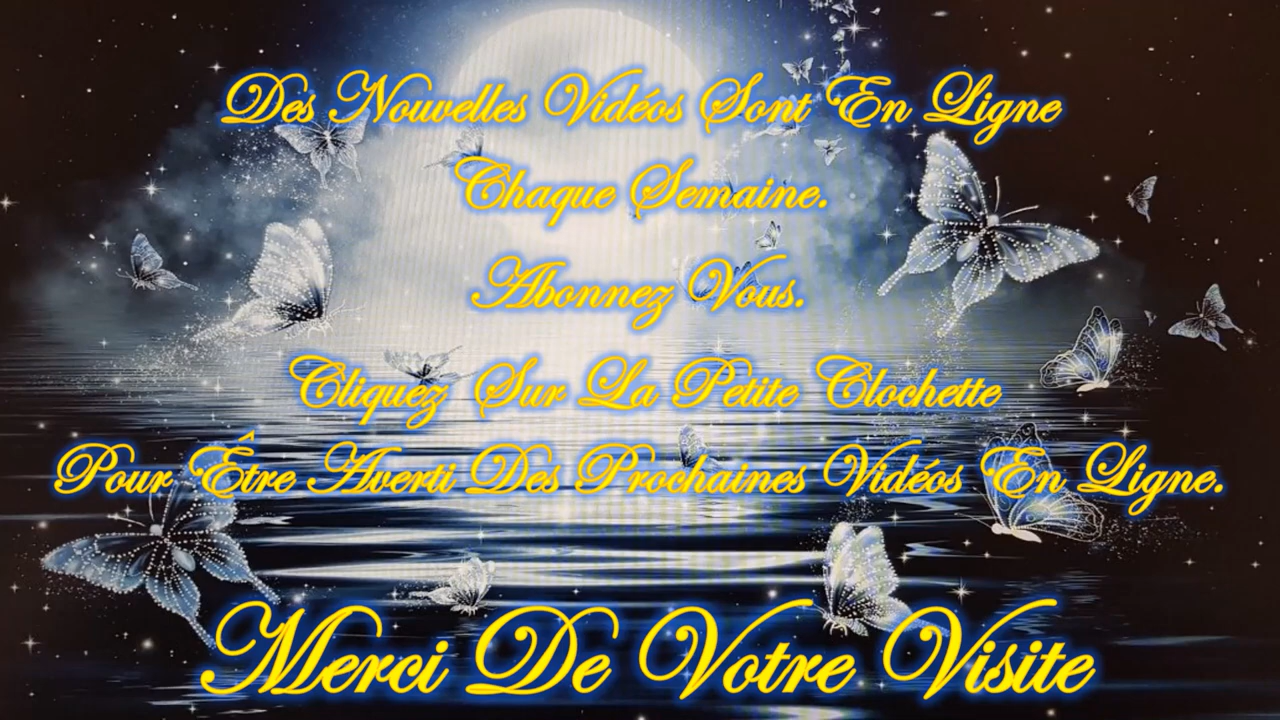 Des Nouvelles Vidéos Sont En Ligne
Chaque Semaine.
Abonnez Vous.
Cliquez Sur La Petite Clochette
Pour Être Averti Des Prochaines Vidéos En Ligne.
Merci De Votre Visite